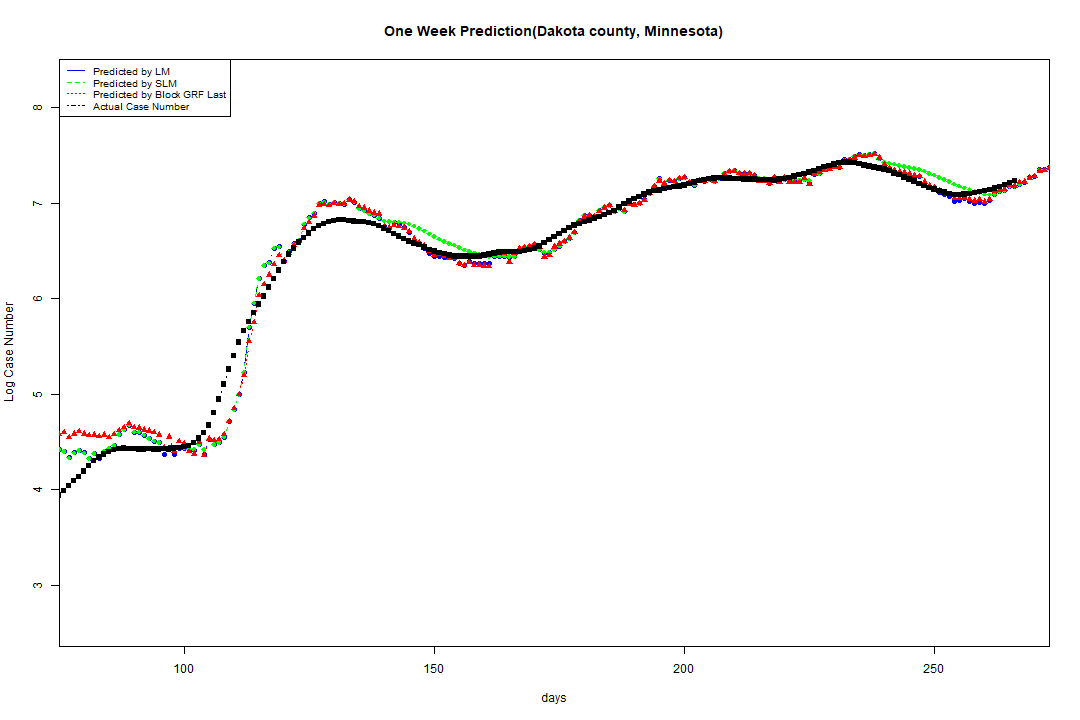 One Week Prediction(Dakota county, Minnesota)
Predicted by LM
Predicted by SLM
Predicted by Block GRF Last
Actual Case Number
8
7
6
5
4
3
Log Case Number
100 150 200 250
days